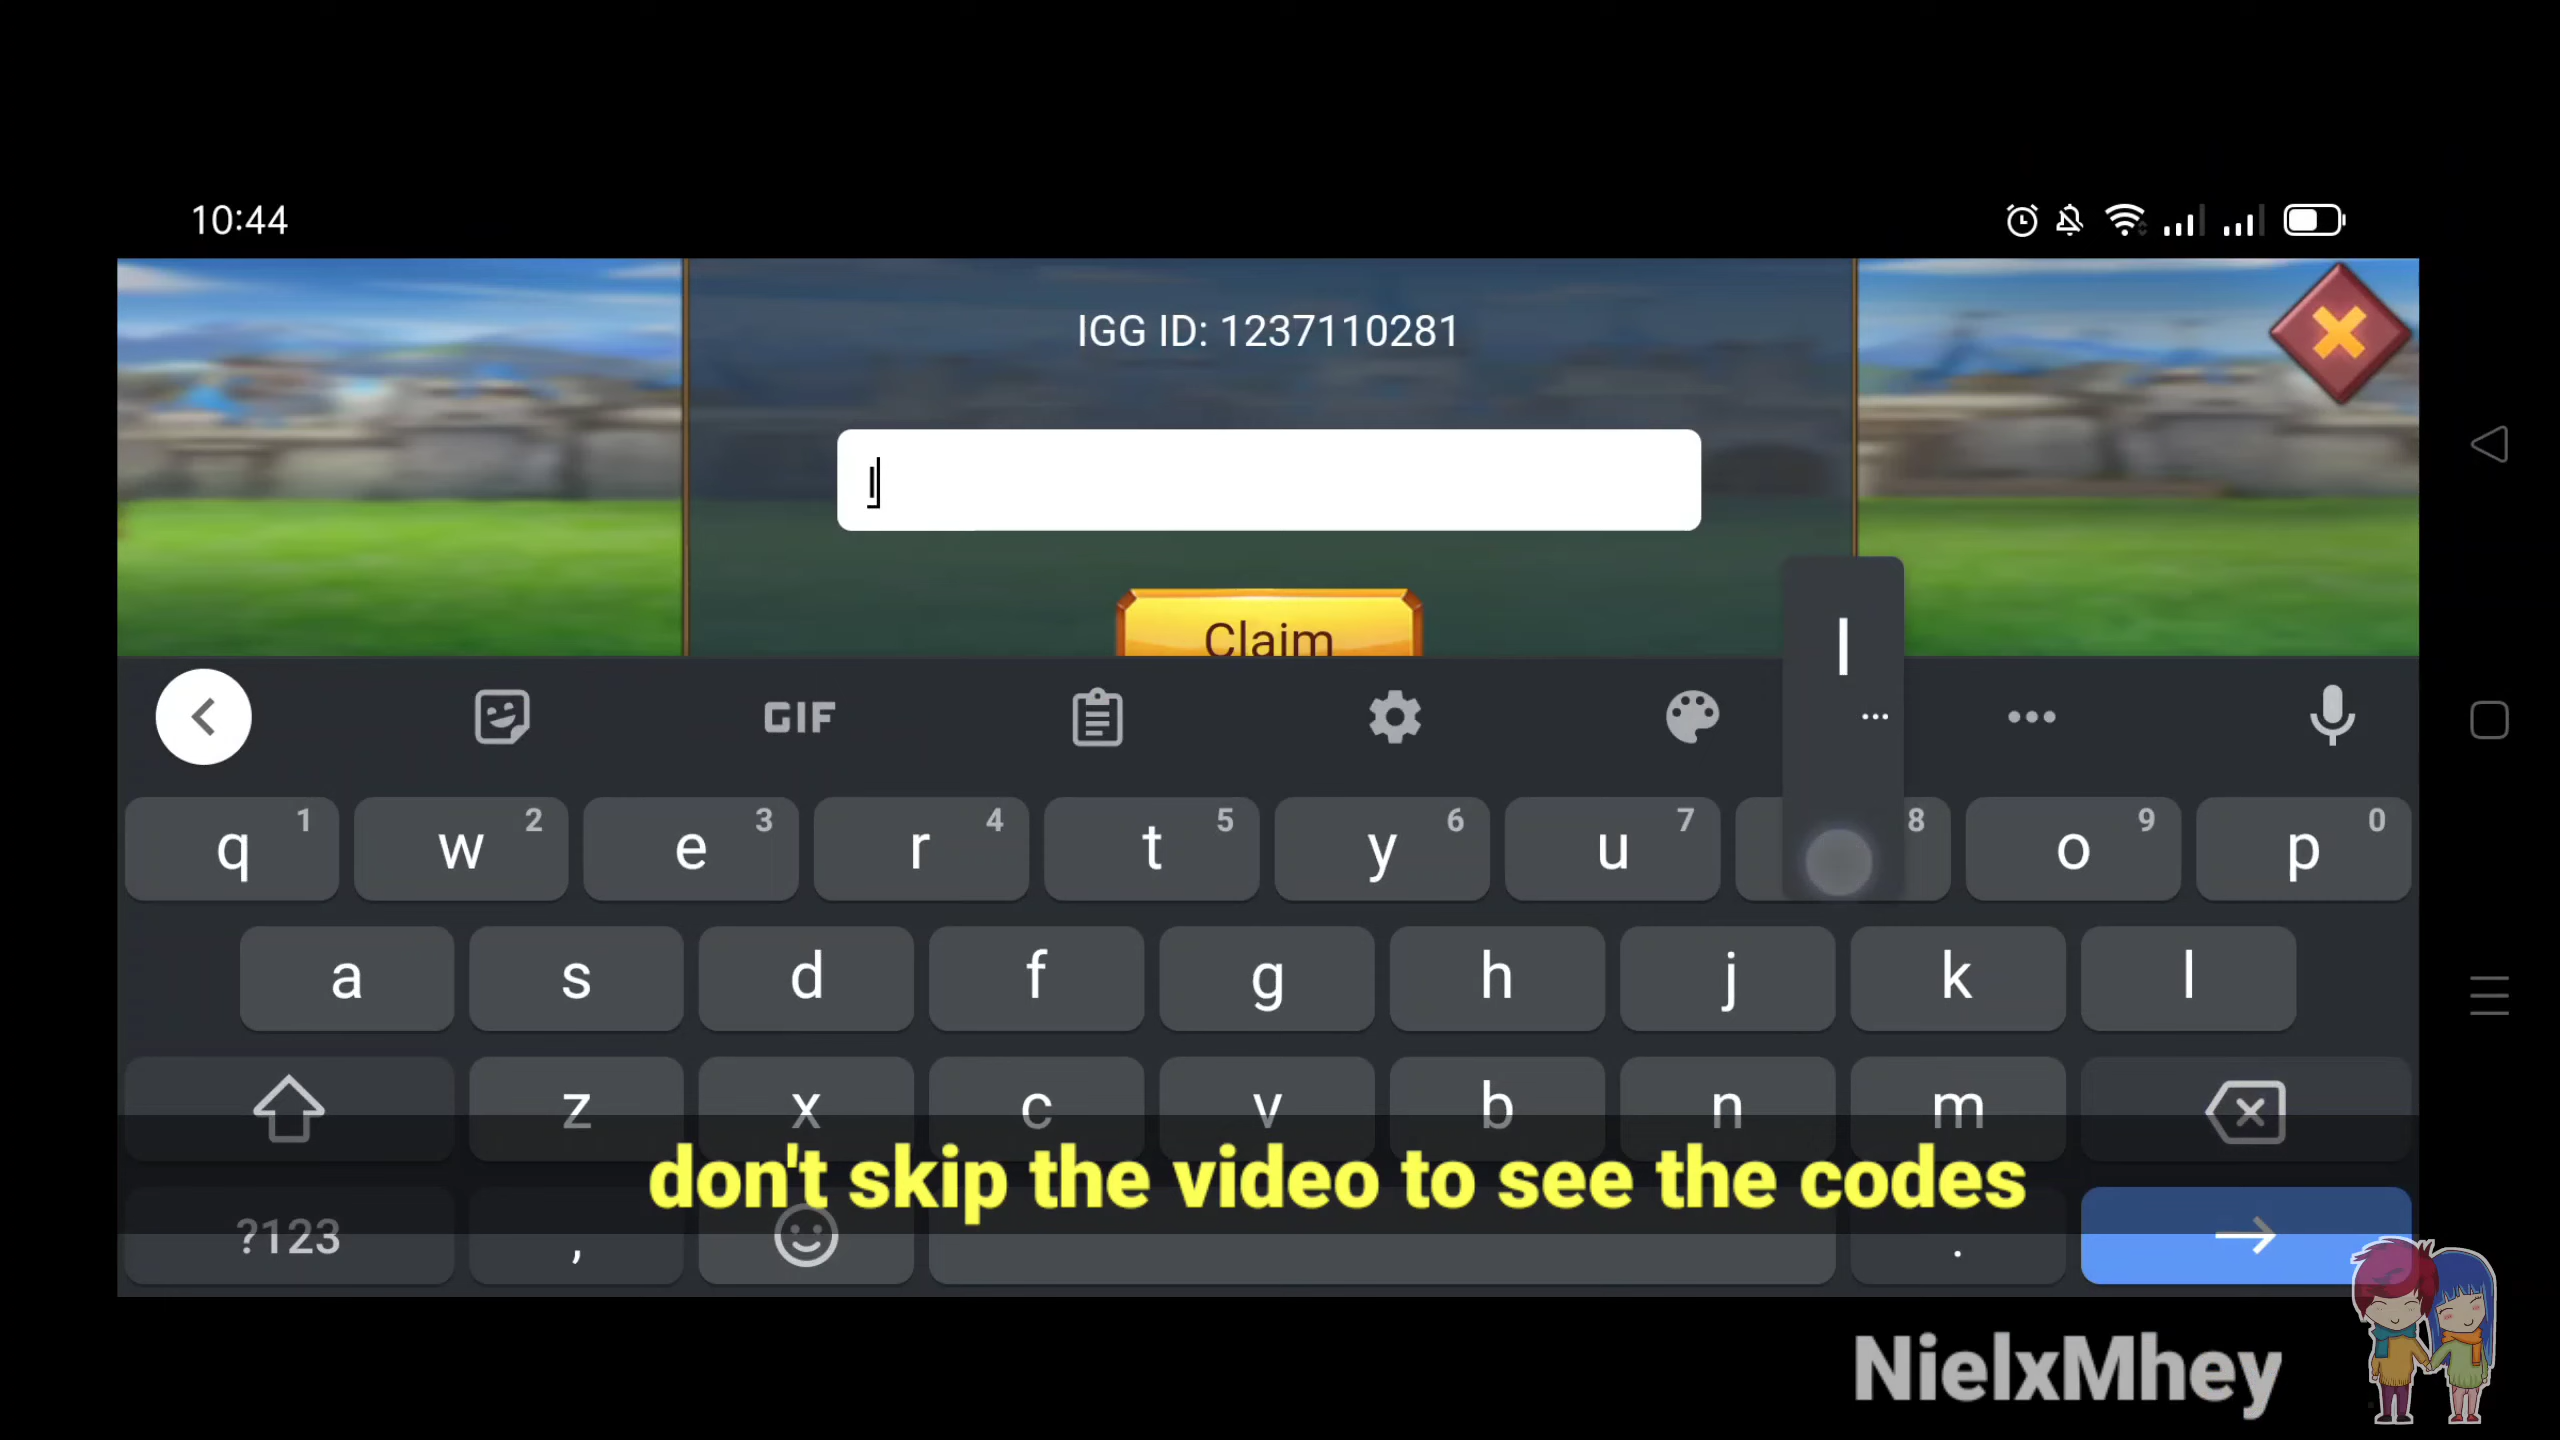 10:44
IGG ID: 1237110281
I
Claim
I
GIF
q 1 w 2 e 3 r 4 t 5 y 6 u 7 8 o 9 p 0
a s d f g h j k l
z x c v b n m
don't skip the video to see the codes
?123 , .
NielxMhey